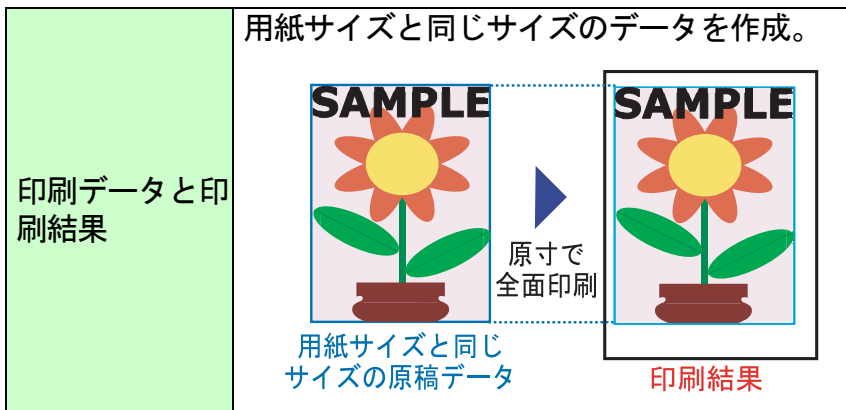 用紙サイズと同じサイズのデータを作成。
印刷データと印
刷結果
SAMPLE
SAMPLE
原寸で
全面印刷
用紙サイズと同じ
サイズの原稿データ
印刷結果